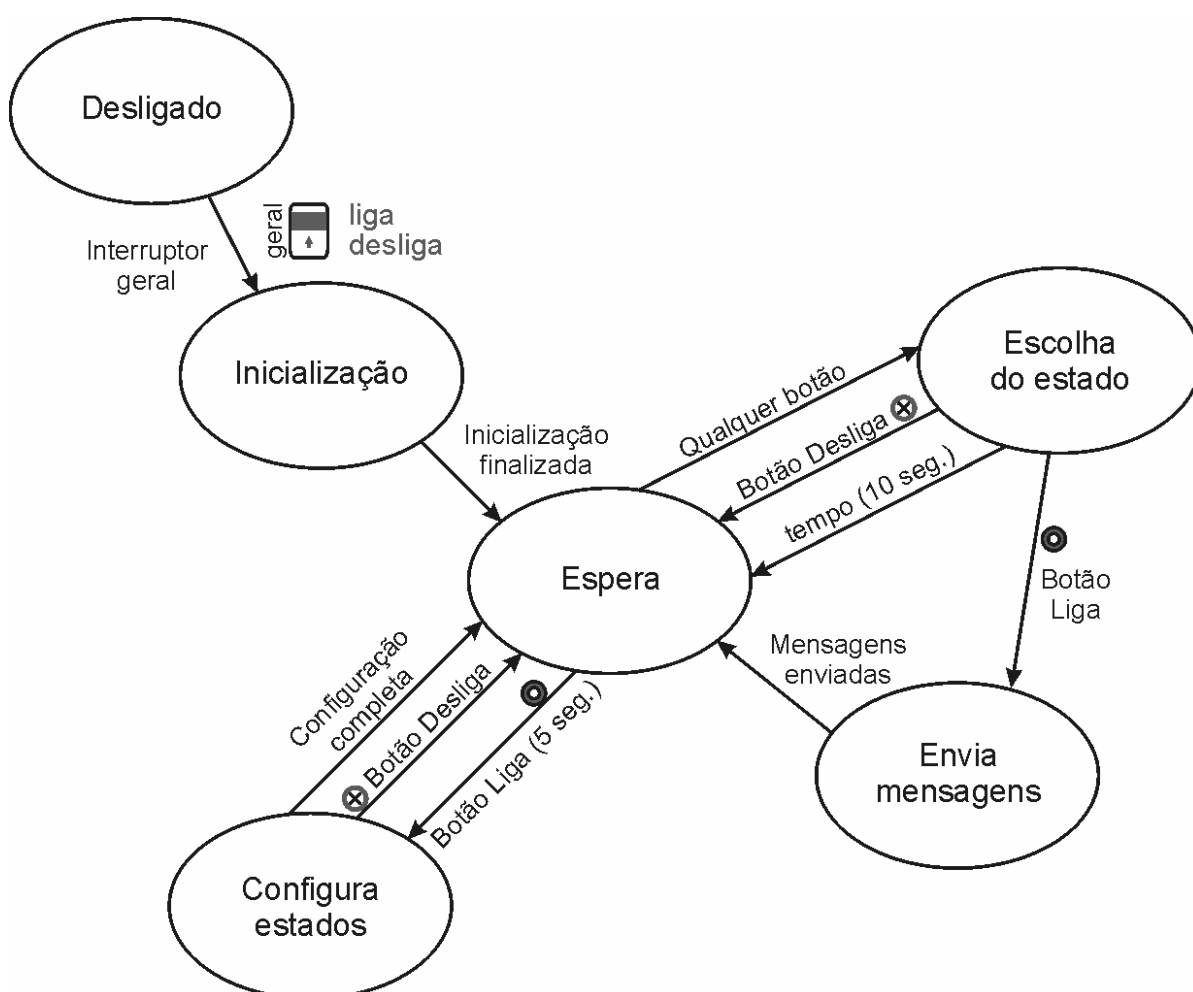 Desligado
Interruptor
geral
geral
liga
desliga
Inicialização
Inicialização
finalizada
Escolha
do estado
Qualquer botão
Botão Desliga
tempo (10 seg.)
Botão
Liga
Espera
Mensagens
enviadas
Envia
mensagens
Configuração
completa
Botão Desliga
Botão Liga (5 seg.)
Configura
estados